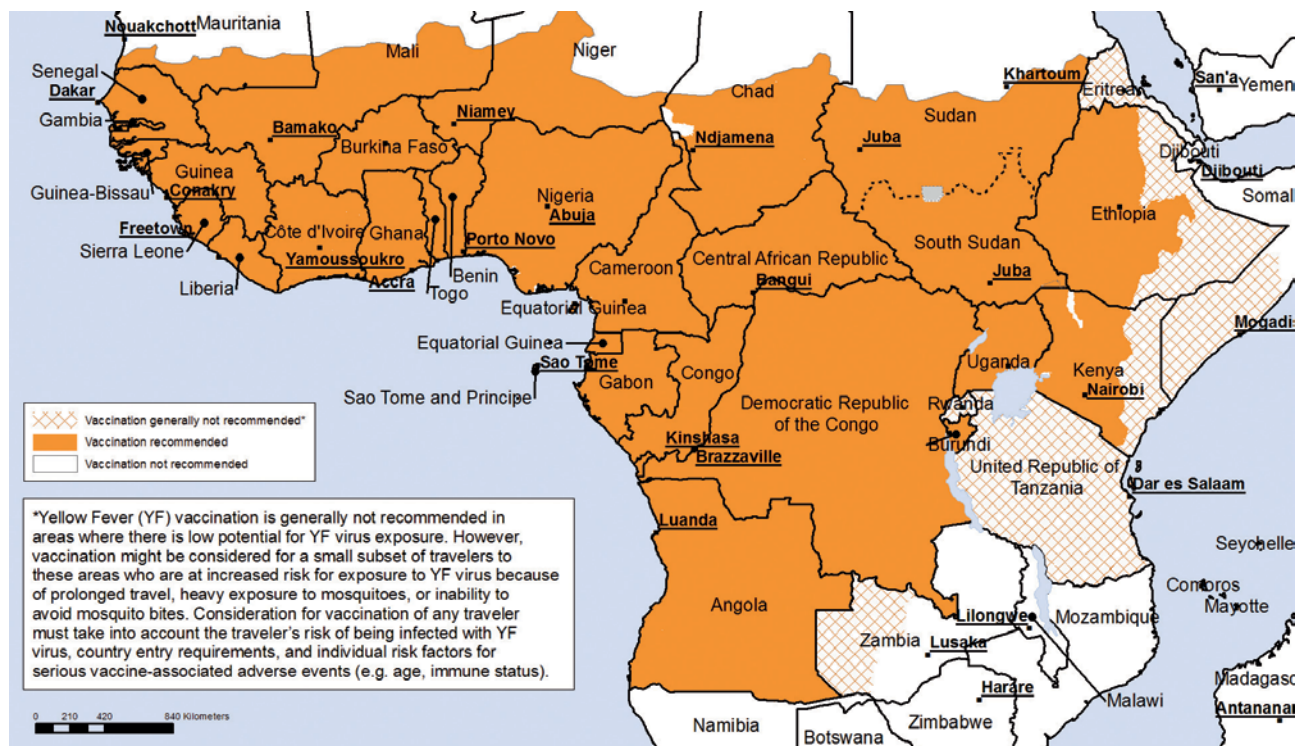 Nouakchott
Mauritania
Mali
Niger
Senegal
Dakar
Gambia
Bamako
Niamey
Burkina Faso
Chad
Ndjamena
Khartoum
Sudan
Juba
Eritrea
San'a
Yemen
Djibouti
Djibouti
Somali
Guinea
Conakry
Guinea-Bissau
Freetown
Sierra Leone
Liberia
Côte d'Ivoire
Yamoussoukro
Ghana
Accra
Togo
Benin
Porto Novo
Nigeria
Abuja
Cameroon
Central African Republic
Bangui
South Sudan
Juba
Ethiopia
Mogadis
Equatorial Guinea
Equatorial Guinea
Sao Tome
Sao Tome and Principe
Gabon
Congo
Democratic Republic
of the Congo
Uganda
Kenya
Nairobi
Rwanda
Burundi
United Republic of
Tanzania
Dar es Salaam
Kinshasa
Brazzaville
Luanda
Angola
Zambia
Lusaka
Lilongwe
Mozambique
Seychelles
Comoros
Mayotte
Madagasc
Antananar
Malawi
Harare
Zimbabwe
Botswana
Namibia
Vaccination generally not recommended*
Vaccination recommended
Vaccination not recommended
*Yellow Fever (YF) vaccination is generally not recommended in
areas where there is low potential for YF virus exposure. However,
vaccination might be considered for a small subset of travelers to
these areas who are at increased risk for exposure to YF virus because
of prolonged travel, heavy exposure to mosquitoes, or inability to
avoid mosquito bites. Consideration for vaccination of any traveler
must take into account the traveler's risk of being infected with YF
virus, country entry requirements, and individual risk factors for
serious vaccine-associated adverse events (e.g. age, immune status).
0 210 420 840 Kilometers